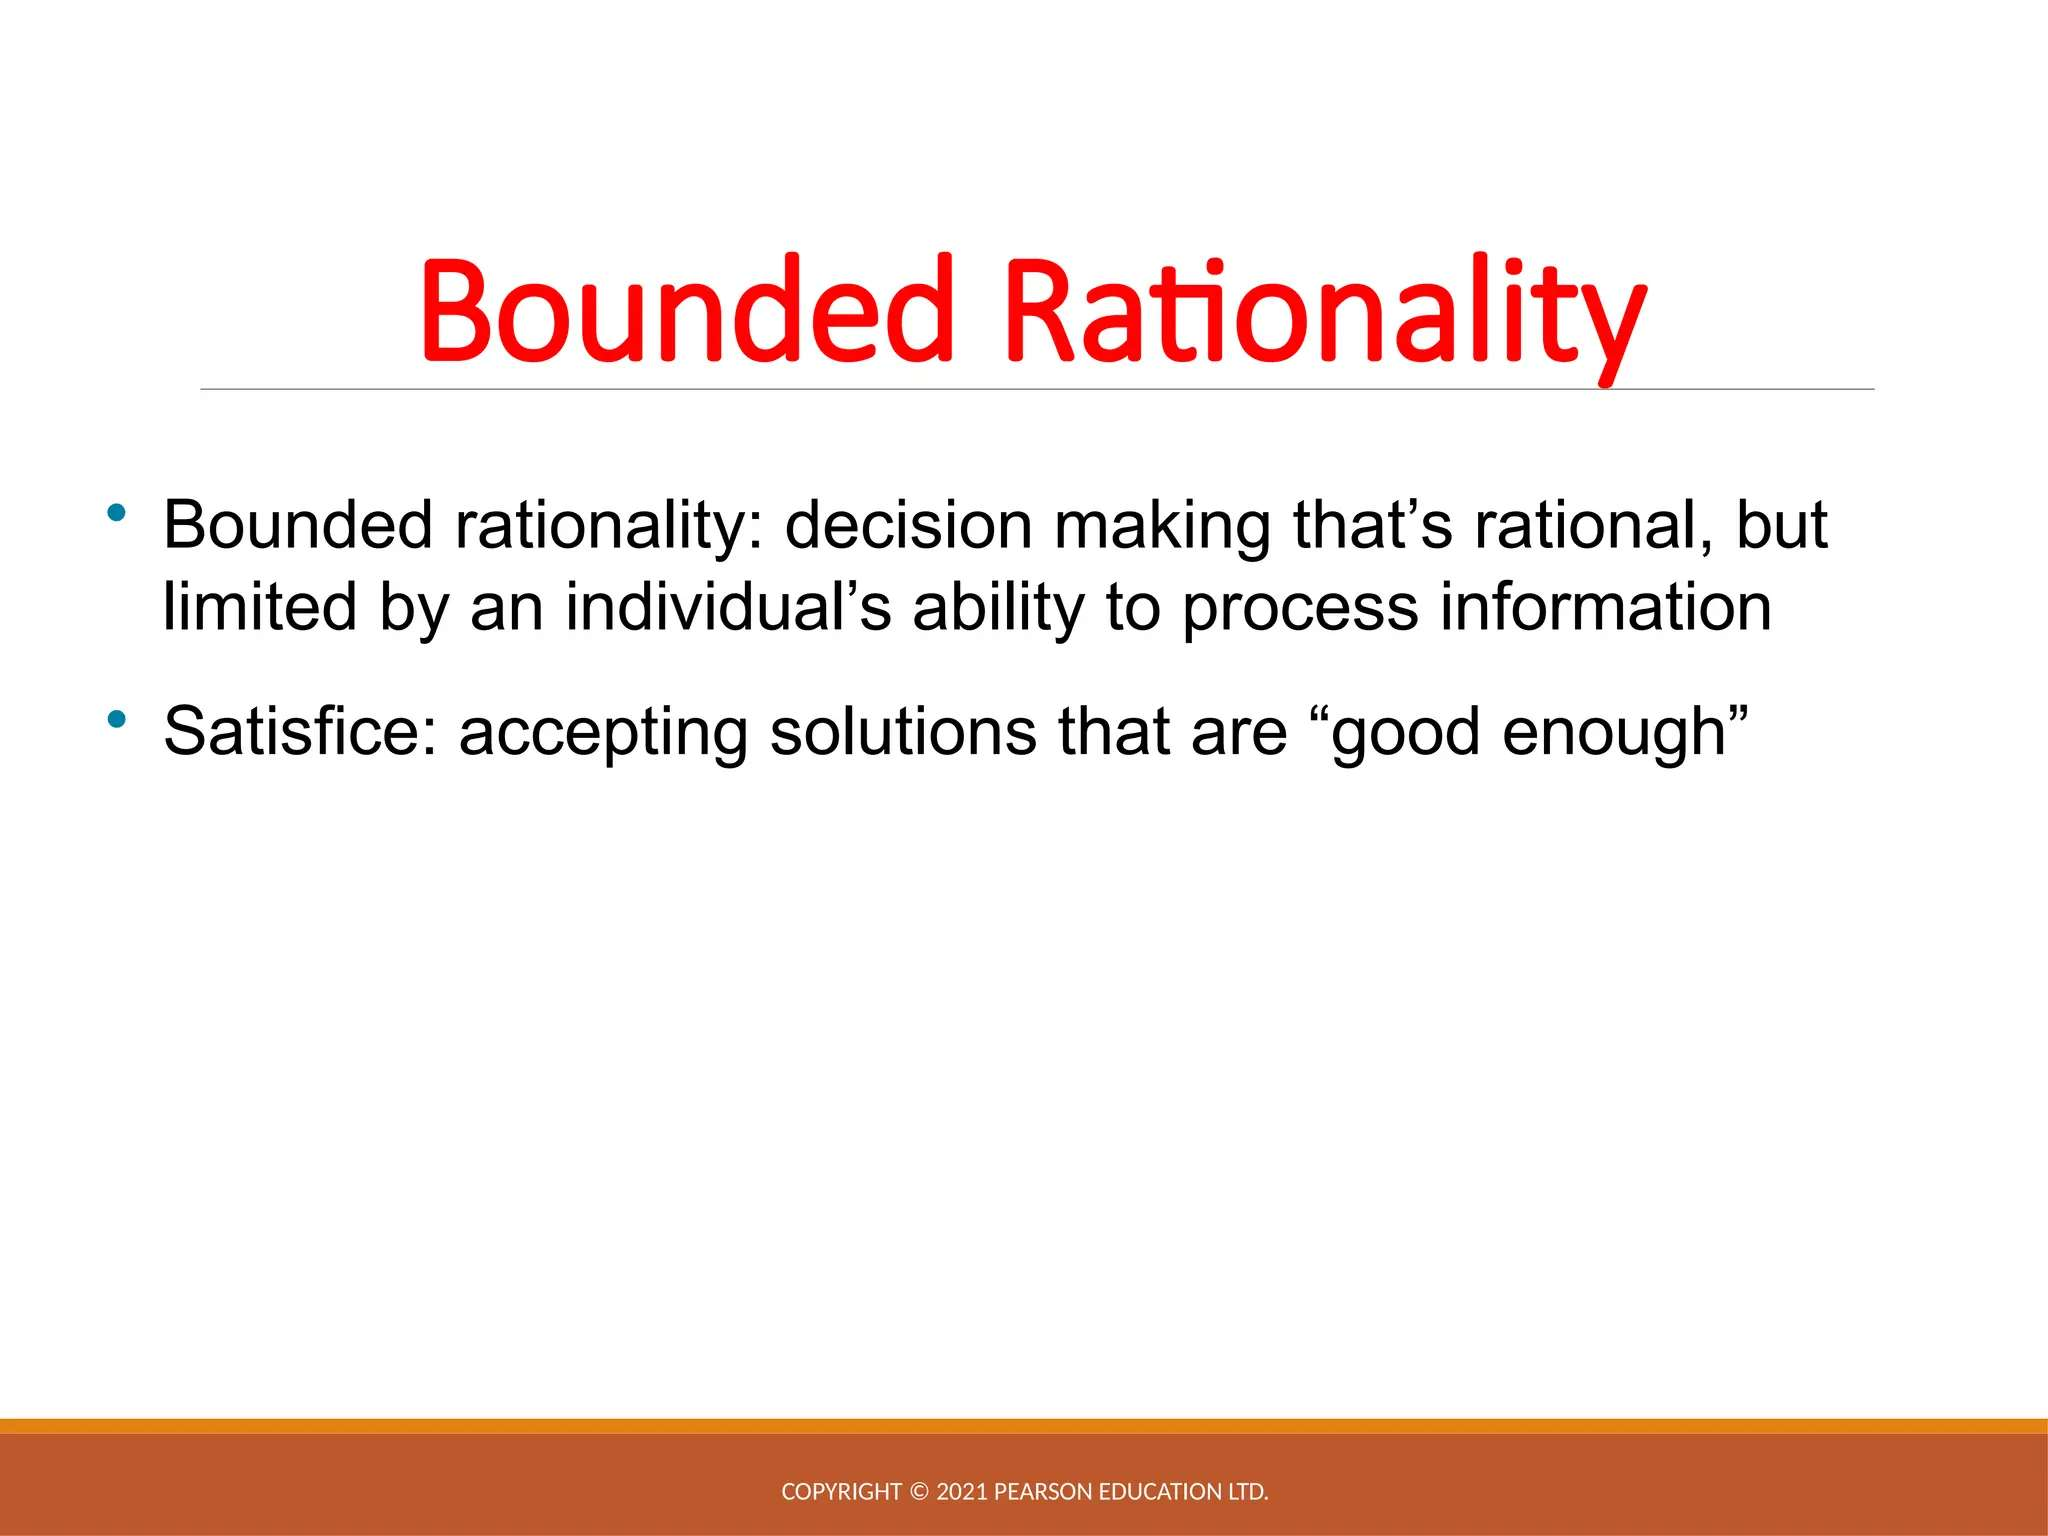 Bounded Rationality
• Bounded rationality: decision making that’s rational, but
limited by an individual’s ability to process information
• Satisfice: accepting solutions that are “good enough”
COPYRIGHT © 2021 PEARSON EDUCATION LTD.